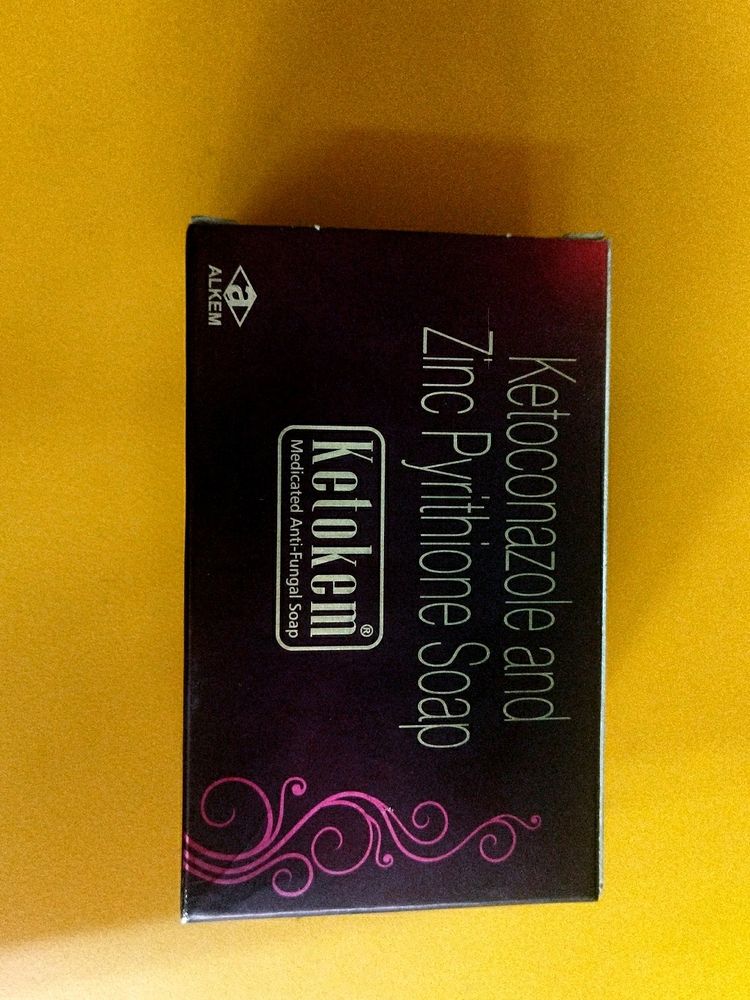 Ketoconazole and
Zinc Pyrithione Soap
Ketokem®
Medicated Anti-Fungal Soap
a
ALKEM